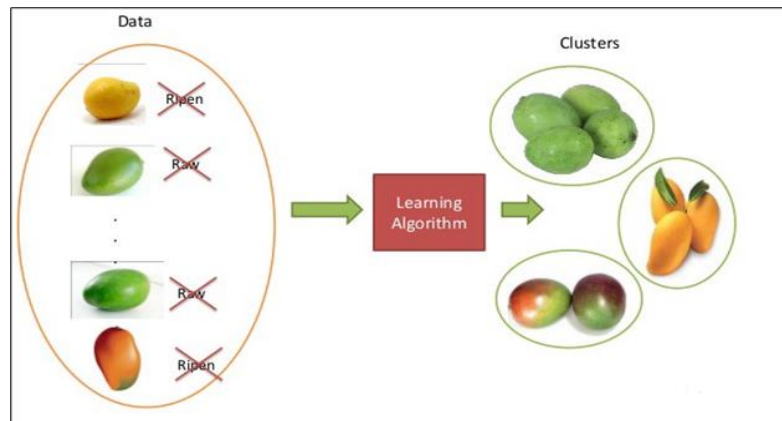 Data
Clusters
Ripen
Raw
Learning
Algorithm
Raw
Ripen